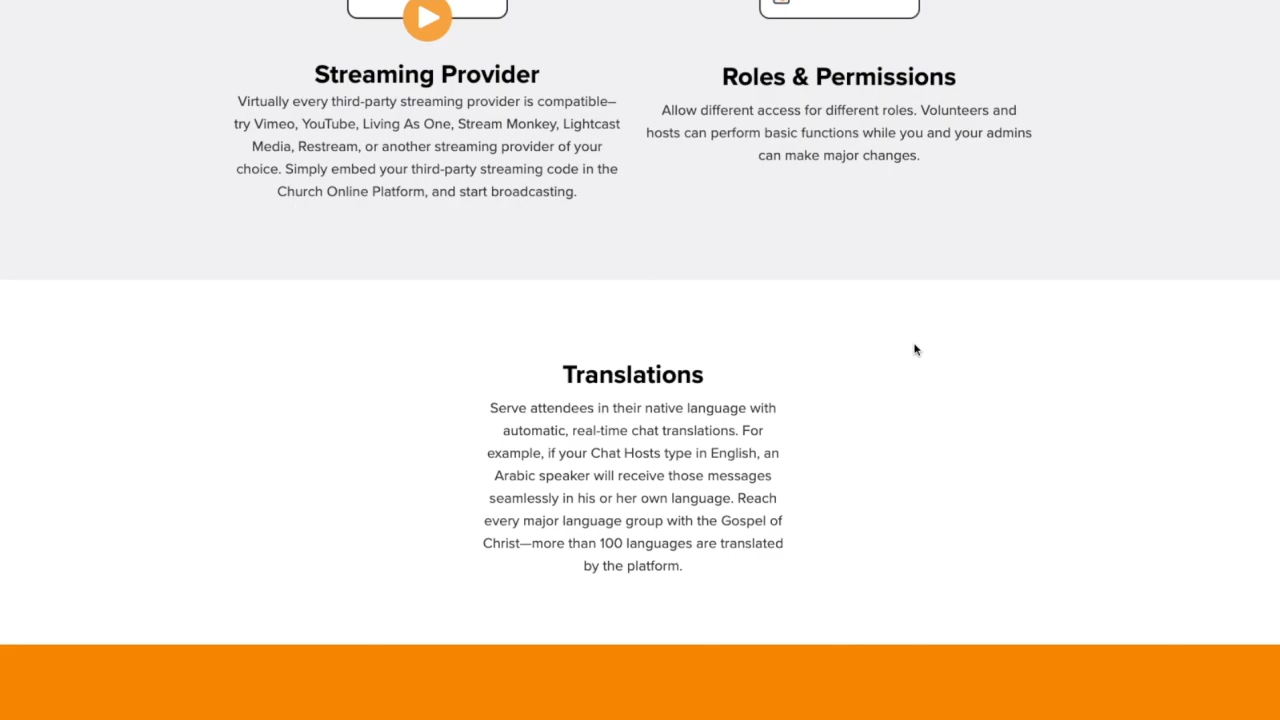 Streaming Provider
Virtually every third-party streaming provider is compatible–
try Vimeo, YouTube, Living As One, Stream Monkey, Lightcast
Media, Restream, or another streaming provider of your
choice. Simply embed your third-party streaming code in the
Church Online Platform, and start broadcasting.
Roles & Permissions
Allow different access for different roles. Volunteers and
hosts can perform basic functions while you and your admins
can make major changes.
Translations
Serve attendees in their native language with
automatic, real-time chat translations. For
example, if your Chat Hosts type in English, an
Arabic speaker will receive those messages
seamlessly in his or her own language. Reach
every major language group with the Gospel of
Christ—more than 100 languages are translated
by the platform.